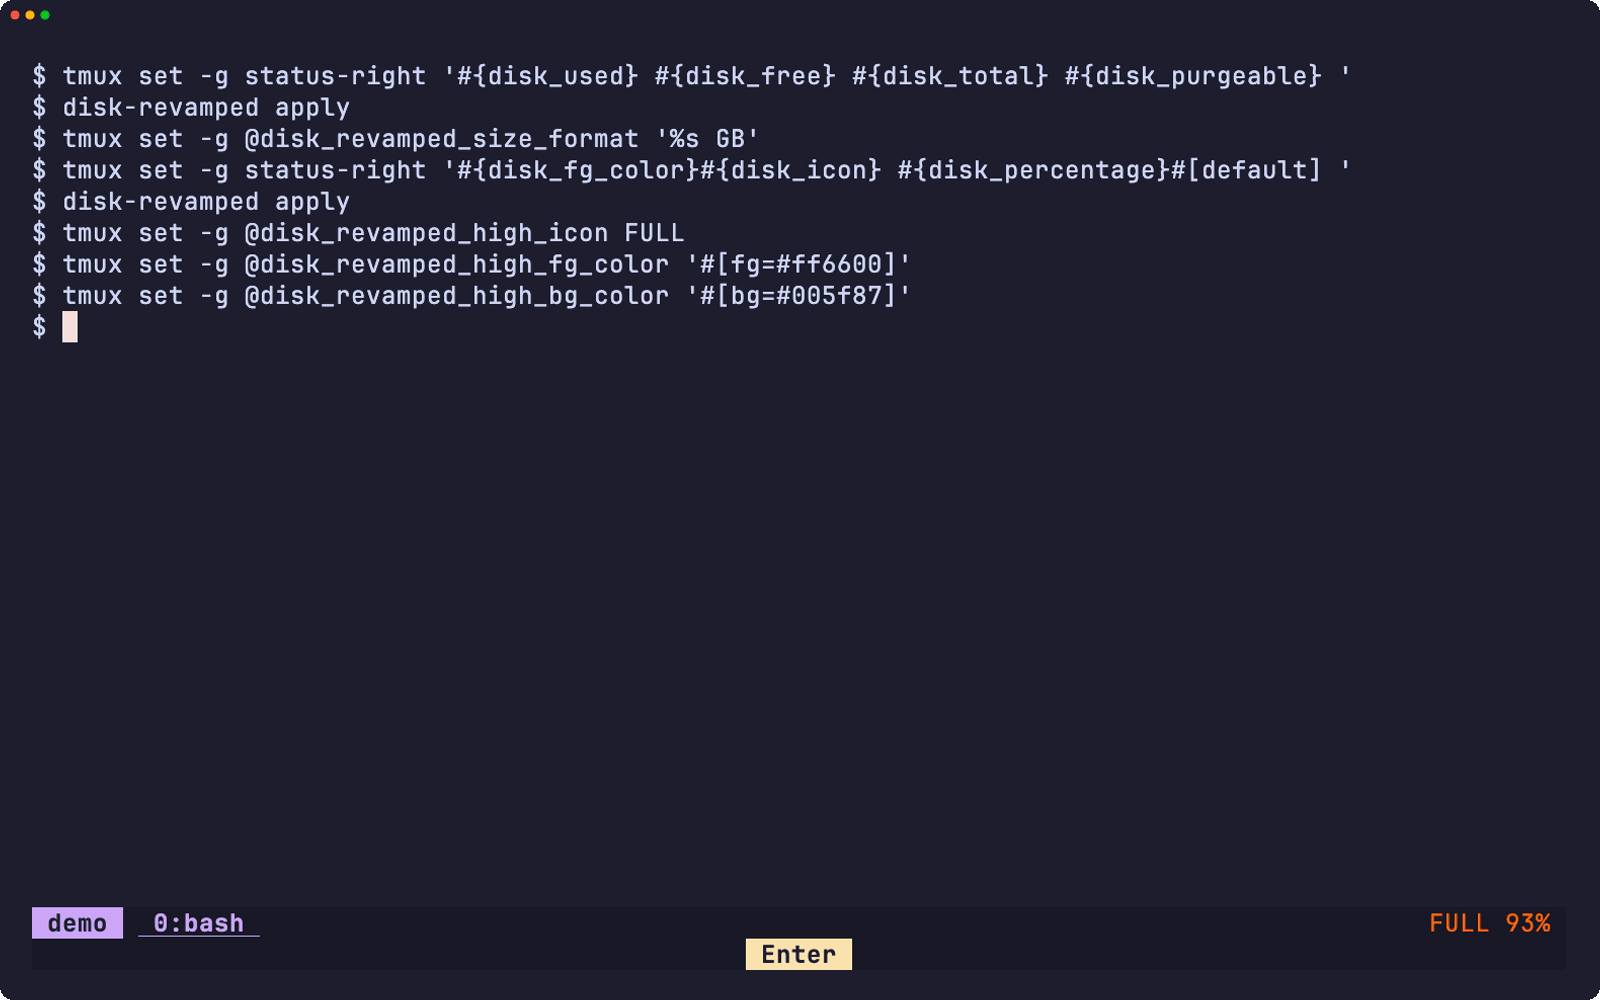 $ tmux set -g status-right '#{disk_used} #{disk_free} #{disk_total} #{disk_purgeable} '
$ disk-revamped apply
$ tmux set -g @disk_revamped_size_format '%s GB'
$ tmux set -g status-right '#{disk_fg_color}#{disk_icon} #{disk_percentage}#[default] '
$ disk-revamped apply
$ tmux set -g @disk_revamped_high_icon FULL
$ tmux set -g @disk_revamped_high_fg_color '#[fg=#ff6600]'
$ tmux set -g @disk_revamped_high_bg_color '#[bg=#005f87]'
$
demo 0:bash FULL 93%
Enter